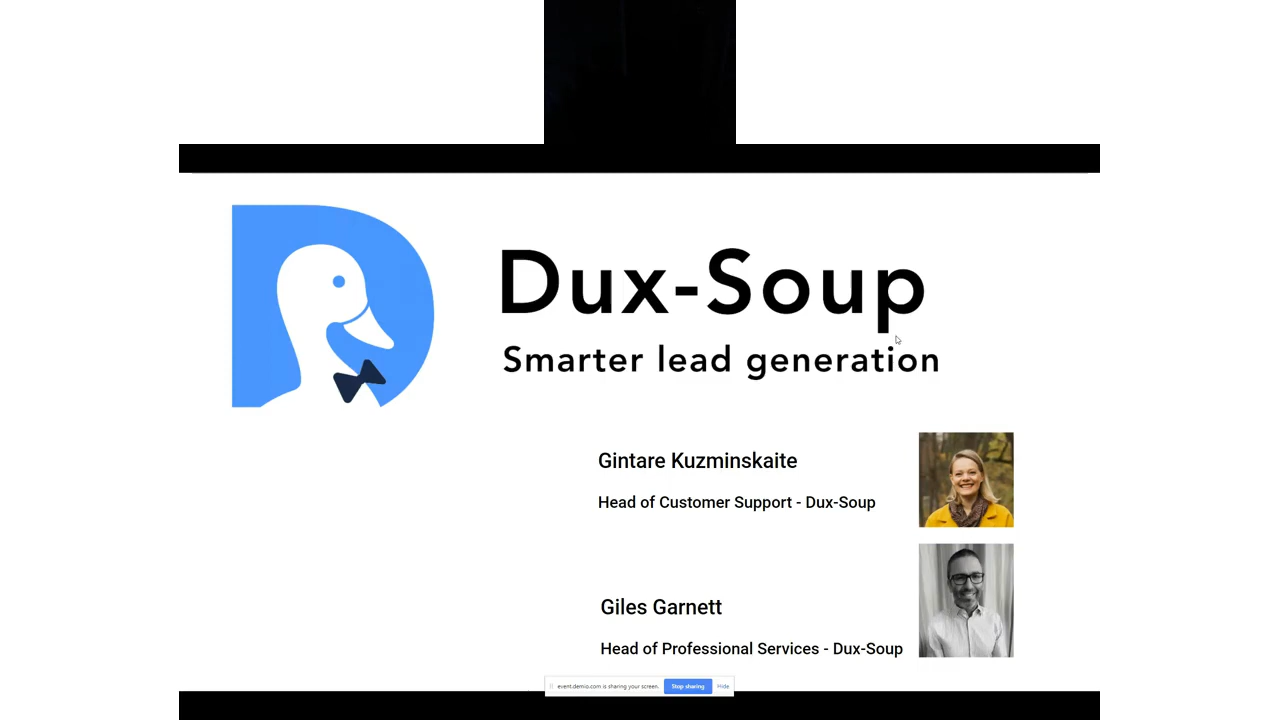 Dux-Soup
Smarter lead generation
Gintare Kuzminskaite
Head of Customer Support - Dux-Soup
Giles Garnett
Head of Professional Services - Dux-Soup
event.demio.com is sharing your screen. Stop sharing Hide